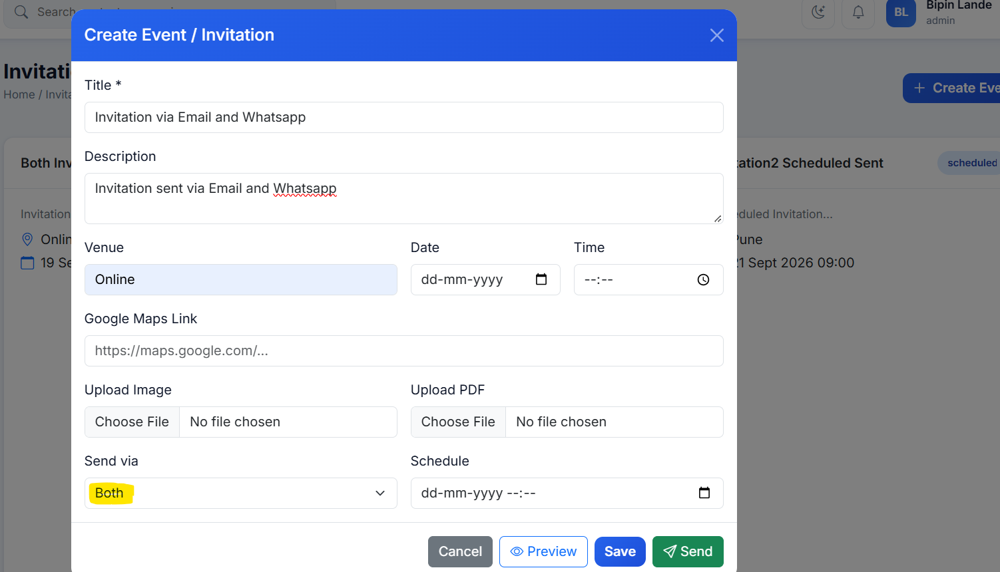 Search
BL
Bipin Lande
admin
Create Event / Invitation
Invitati
Home / Invita
+ Create Eve
Title *
Invitation via Email and Whatsapp
Description
Invitation sent via Email and Whatsapp
Both Inv
tation2 Scheduled Sent
scheduled
Invitation
eduled Invitation...
Onlin
Pune
19 Se
21 Sept 2026 09:00
Venue
Date
Time
Online
dd-mm-yyyy
--:--
Google Maps Link
https://maps.google.com/...
Upload Image
Upload PDF
Choose File
No file chosen
Choose File
No file chosen
Send via
Schedule
Both
dd-mm-yyyy --:--
Cancel
Preview
Save
Send